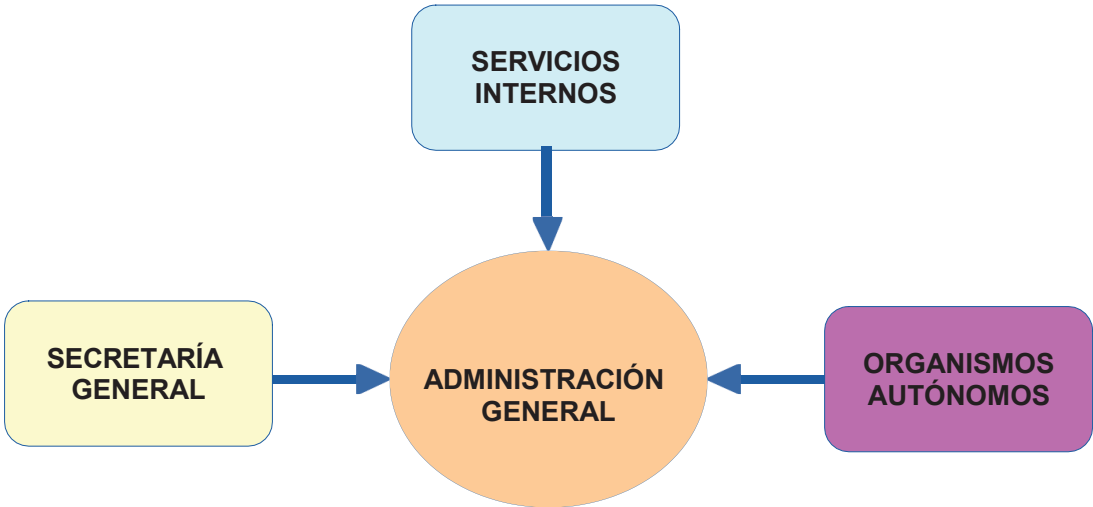 SERVICIOS
INTERNOS
SECRETARÍA
GENERAL
ADMINISTRACIÓN
GENERAL
ORGANISMOS
AUTÓNOMOS